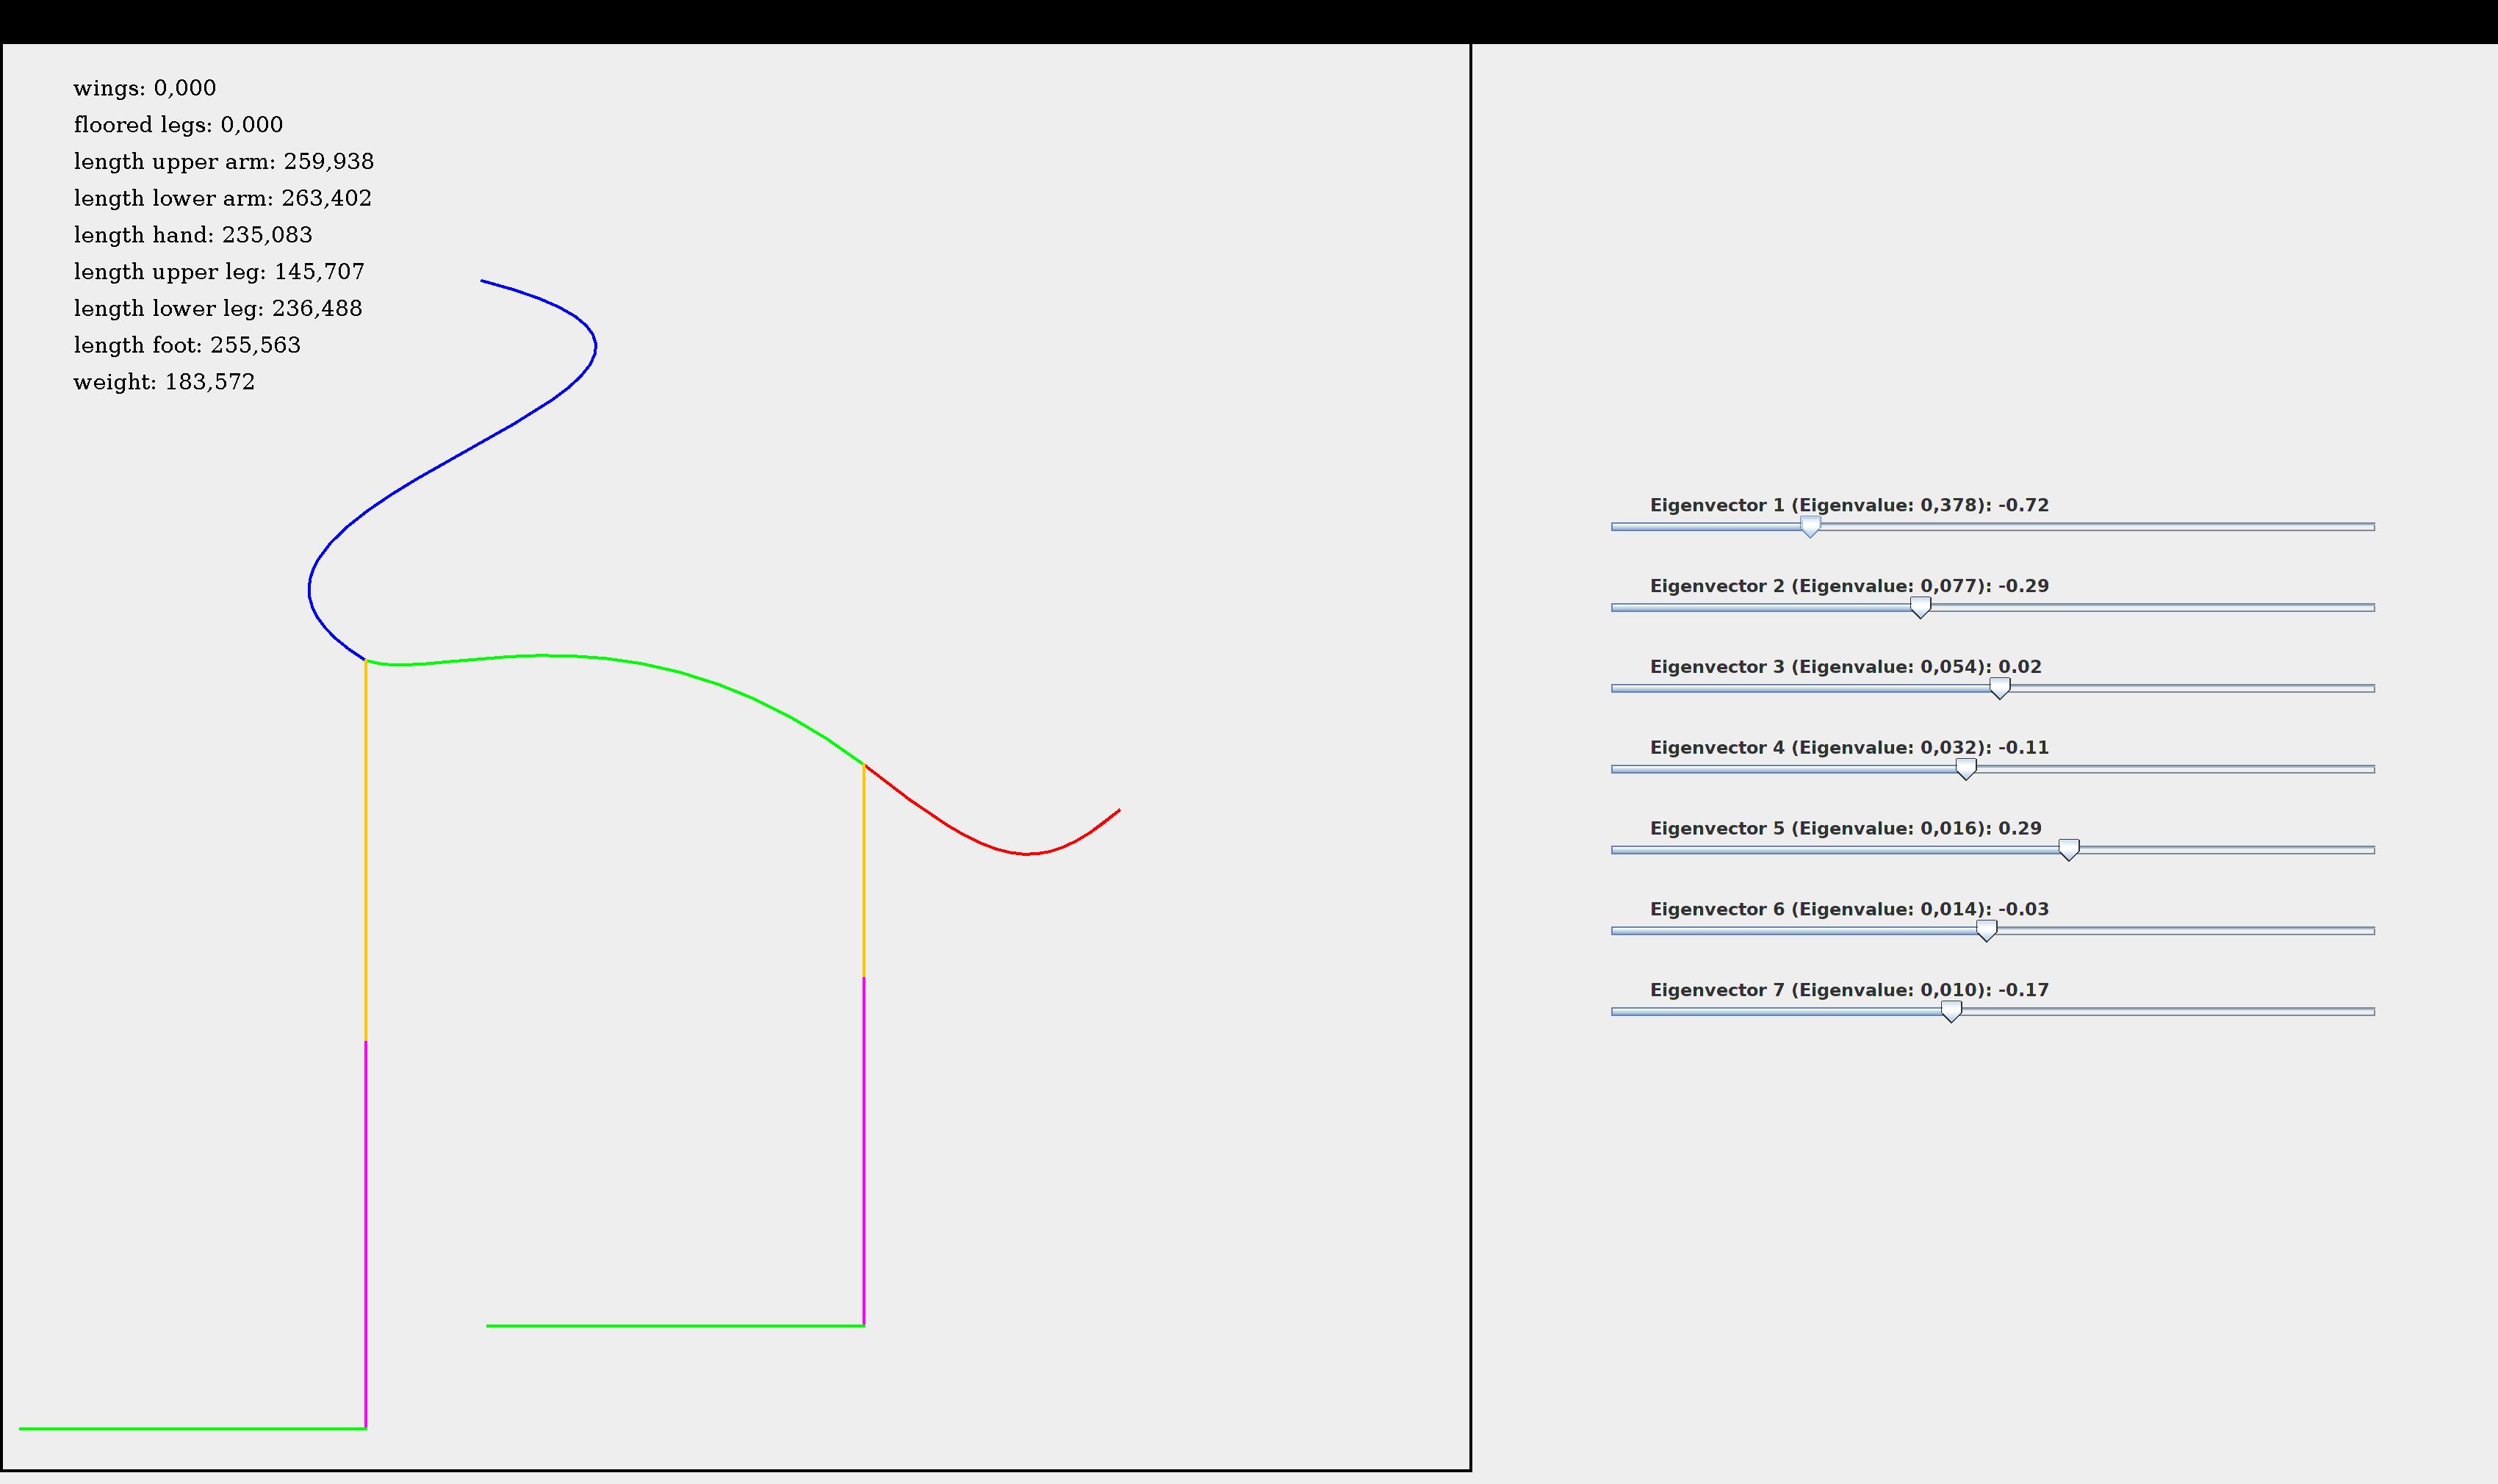 wings: 0,000
floored legs: 0,000
length upper arm: 259,938
length lower arm: 263,402
length hand: 235,083
length upper leg: 145,707
length lower leg: 236,488
length foot: 255,563
weight: 183,572
Eigenvector 1 (Eigenvalue: 0,378): -0.72
Eigenvector 2 (Eigenvalue: 0,077): -0.29
Eigenvector 3 (Eigenvalue: 0,054): 0.02
Eigenvector 4 (Eigenvalue: 0,032): -0.11
Eigenvector 5 (Eigenvalue: 0,016): 0.29
Eigenvector 6 (Eigenvalue: 0,014): -0.03
Eigenvector 7 (Eigenvalue: 0,010): -0.17